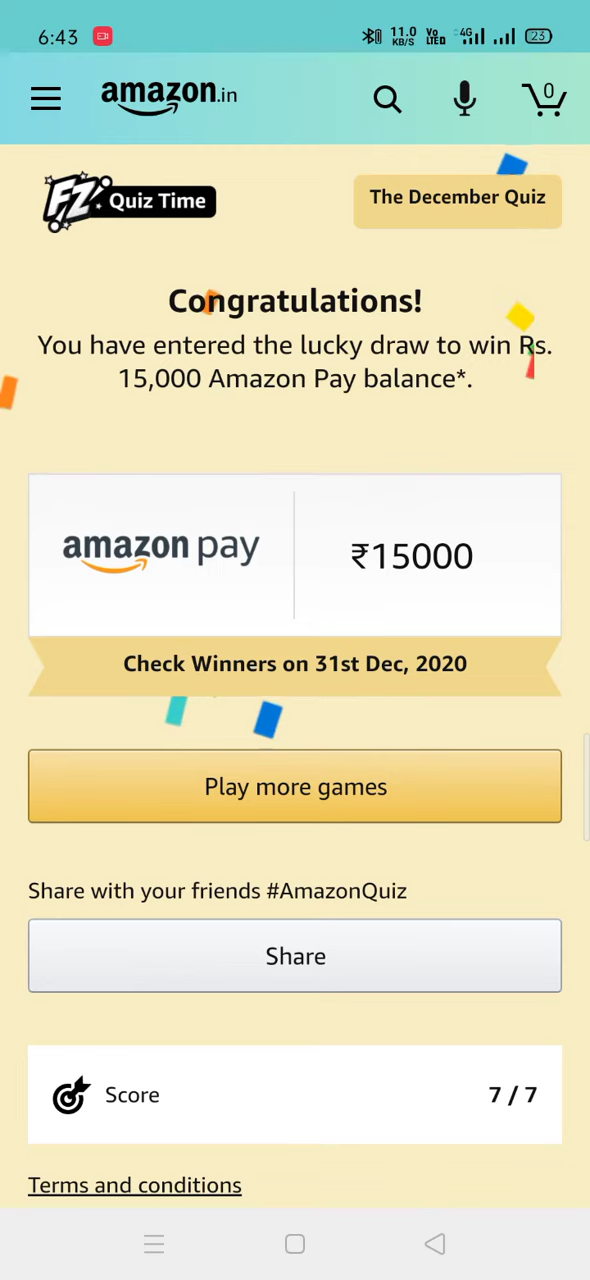 6:43 11.0 KB/S Vo LTED 4G 23
amazon.in 0
FZ Quiz Time The December Quiz
Congratulations!
You have entered the lucky draw to win Rs.
15,000 Amazon Pay balance*.
amazon pay ₹15000
Check Winners on 31st Dec, 2020
Play more games
Share with your friends #AmazonQuiz
Share
Score 7 / 7
Terms and conditions